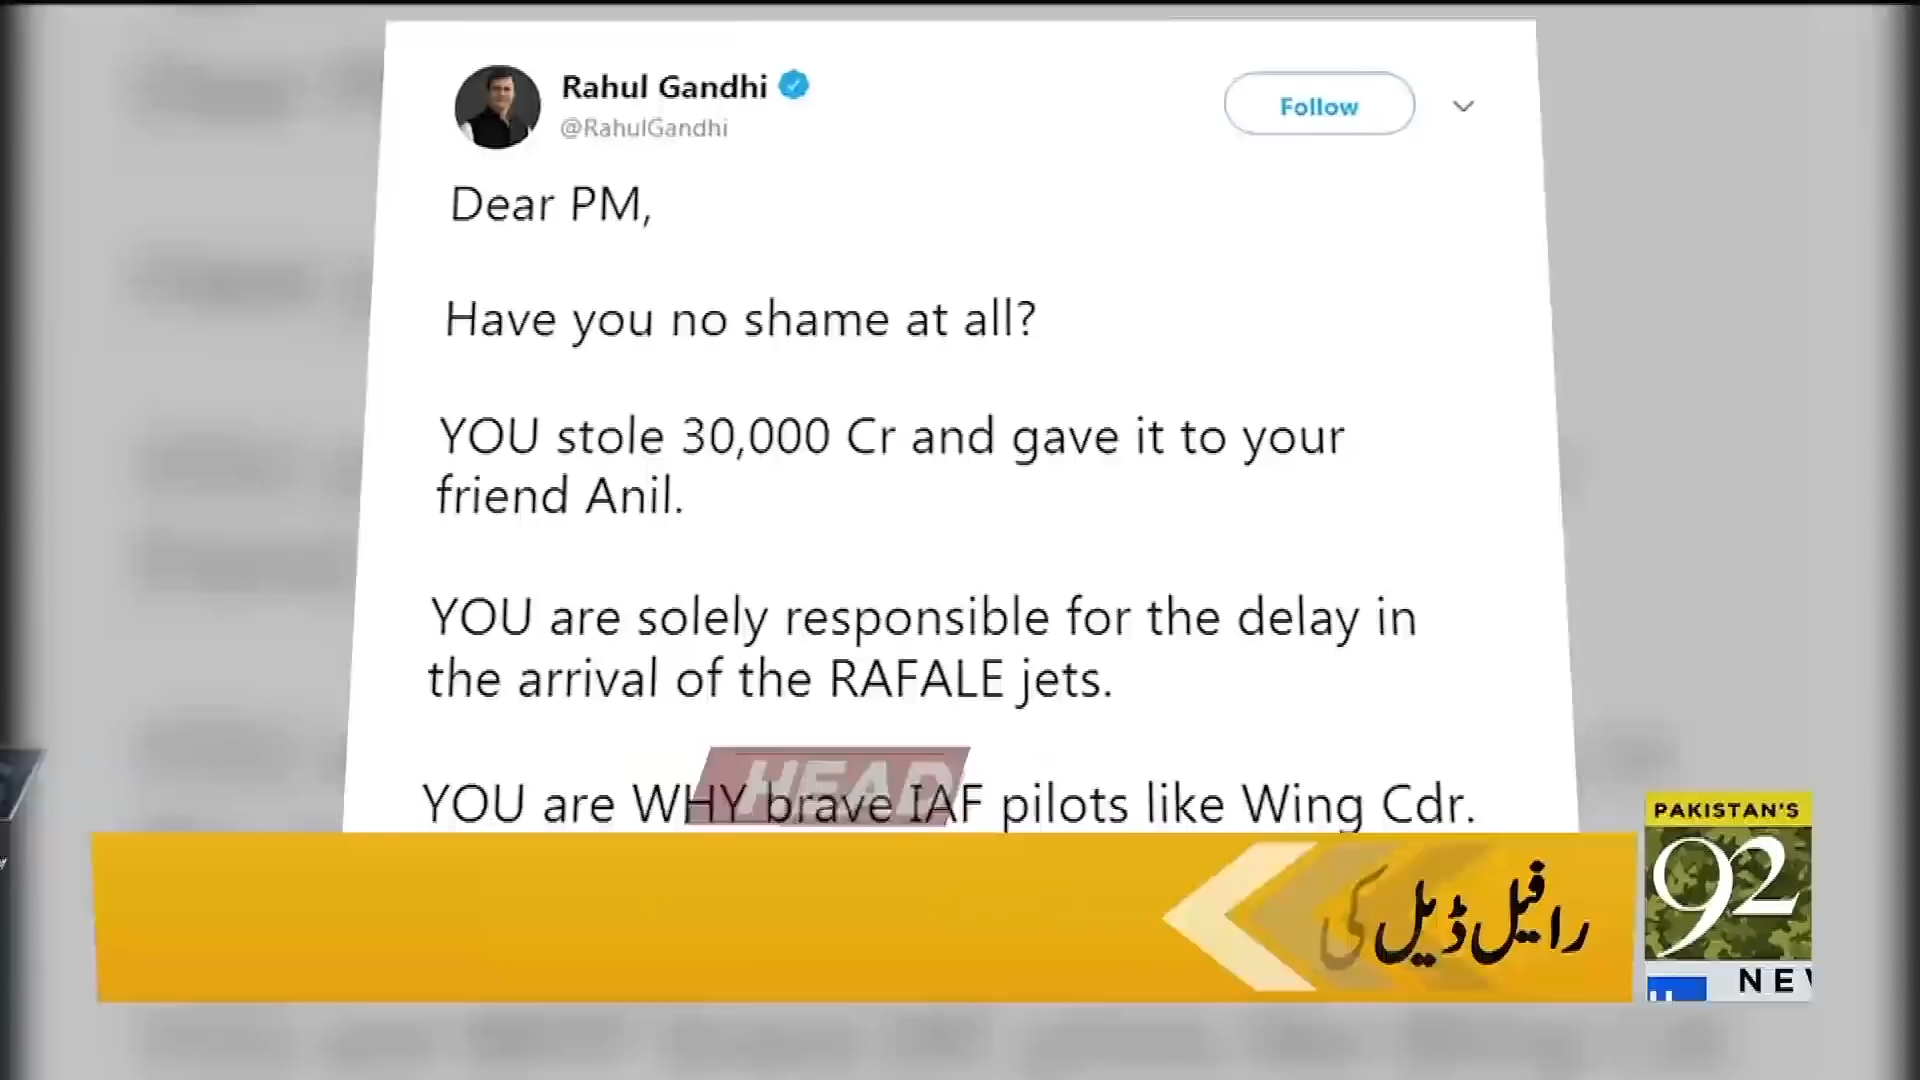 Rahul Gandhi
@RahulGandhi
Follow
Dear PM,
Have you no shame at all?
YOU stole 30,000 Cr and gave it to your
friend Anil.
YOU are solely responsible for the delay in
the arrival of the RAFALE jets.
HEAD
YOU are WHY brave IAF pilots like Wing Cdr.
رافیل ڈیل کی
PAKISTAN'S
92
NEW